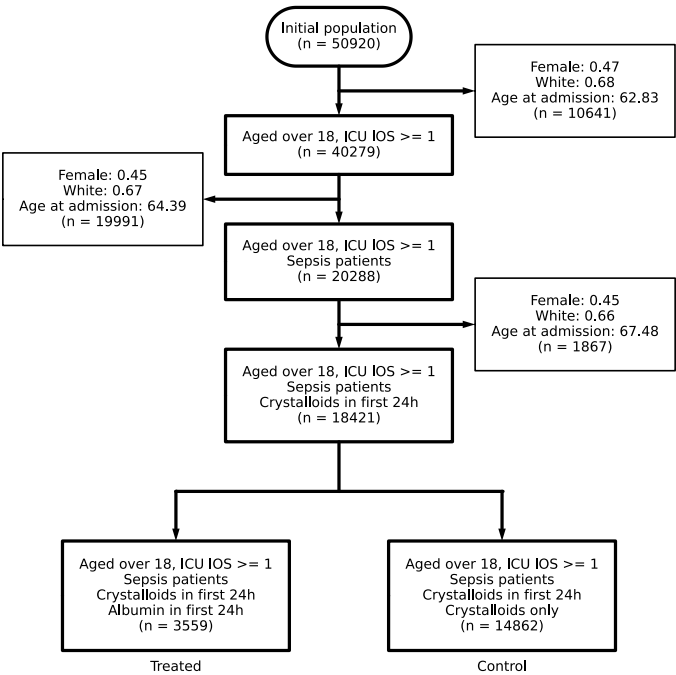 Initial population
(n = 50920)
Female: 0.47
White: 0.68
Age at admission: 62.83
(n = 10641)
Aged over 18, ICU lOS >= 1
(n = 40279)
Female: 0.45
White: 0.67
Age at admission: 64.39
(n = 19991)
Aged over 18, ICU lOS >= 1
Sepsis patients
(n = 20288)
Female: 0.45
White: 0.66
Age at admission: 67.48
(n = 1867)
Aged over 18, ICU lOS >= 1
Sepsis patients
Crystalloids in first 24h
(n = 18421)
Aged over 18, ICU lOS >= 1
Sepsis patients
Crystalloids in first 24h
Albumin in first 24h
(n = 3559)
Treated
Aged over 18, ICU lOS >= 1
Sepsis patients
Crystalloids in first 24h
Crystalloids only
(n = 14862)
Control